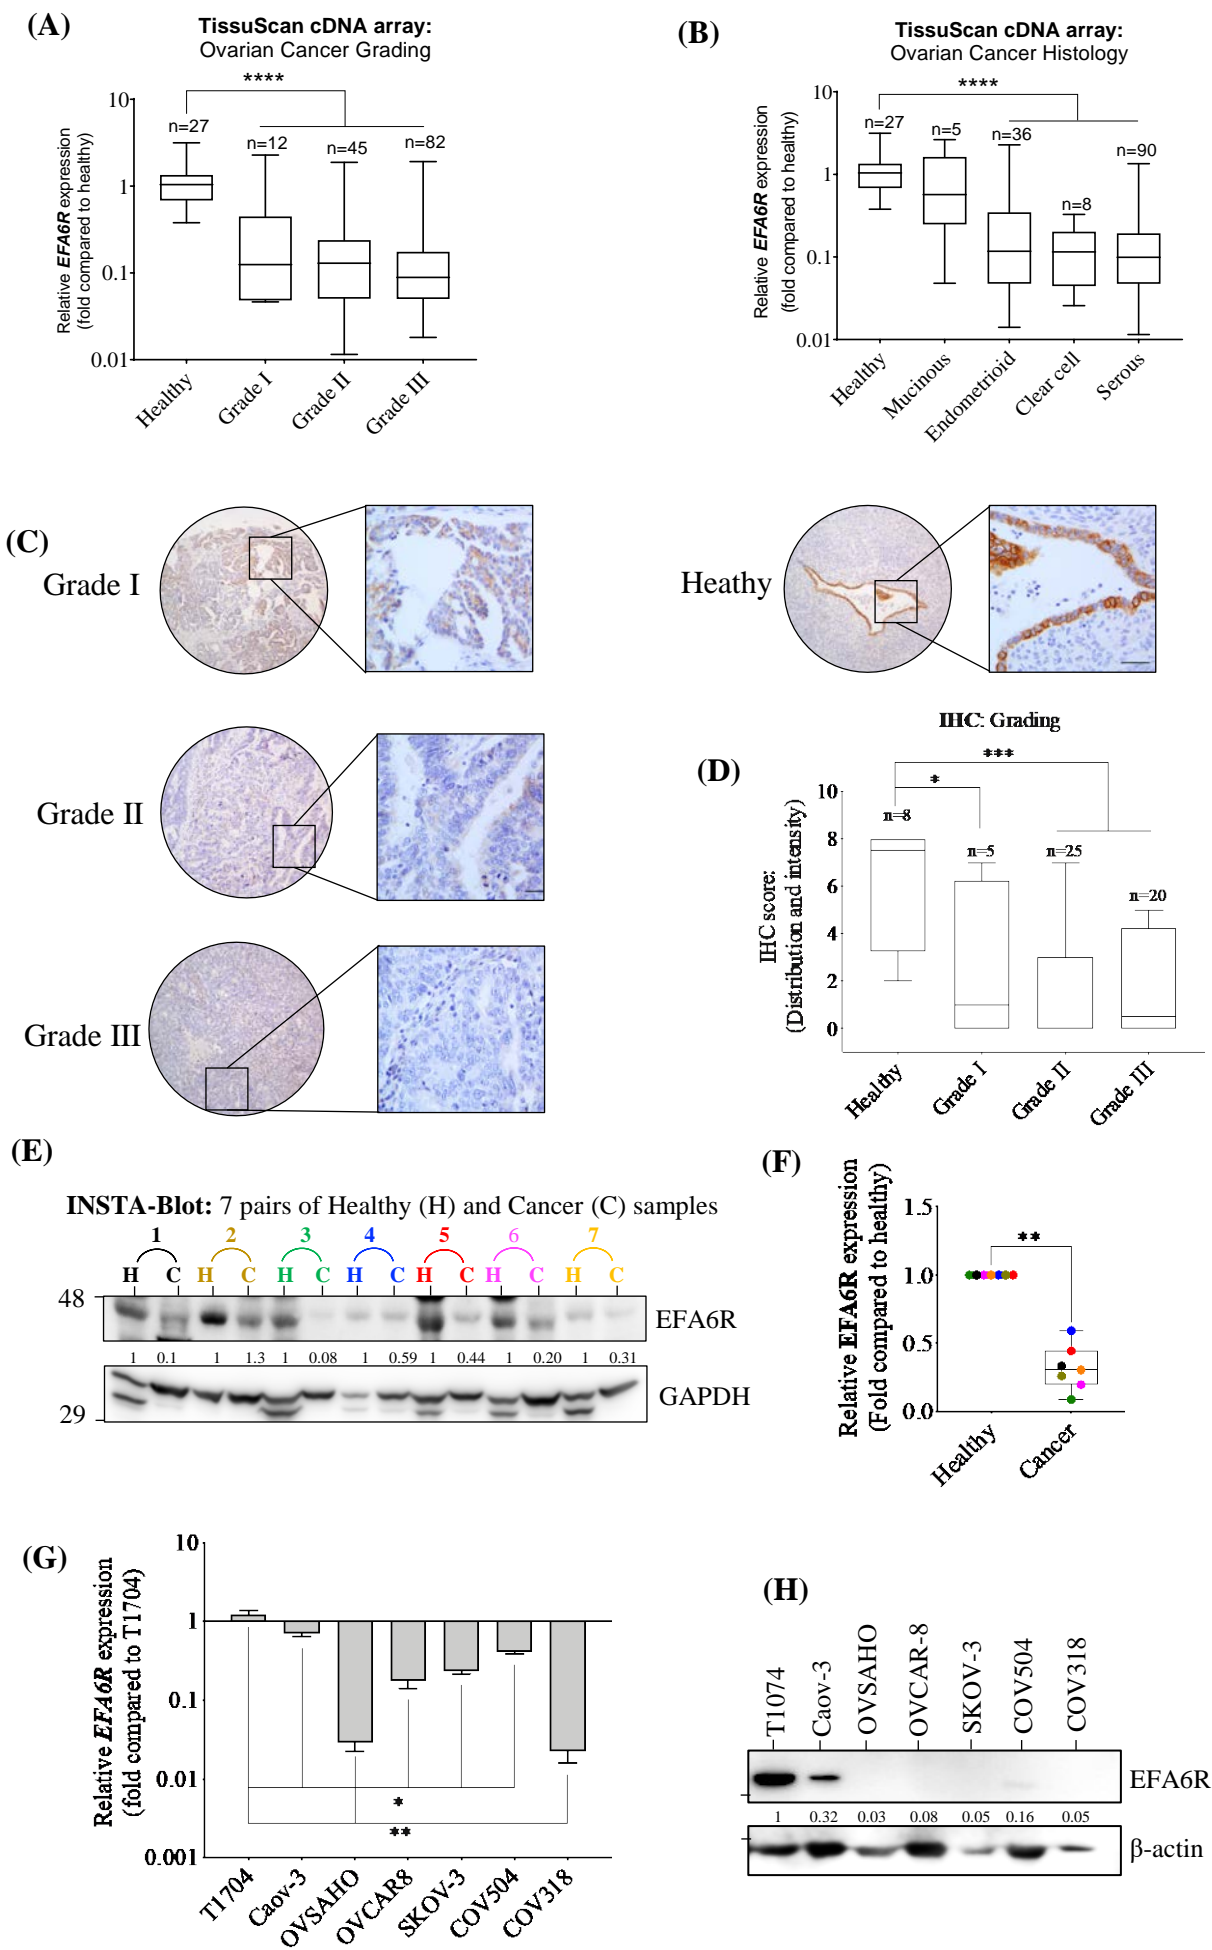 (A)
TissuScan cDNA array:
Ovarian Cancer Grading
****
Relative EFA6R expression
(fold compared to healthy)
10
1
0.1
0.01
n=27
n=12
n=45
n=82
Healthy
Grade I
Grade II
Grade III
(B)
TissuScan cDNA array:
Ovarian Cancer Histology
****
Relative EFA6R expression
(fold compared to healthy)
10
1
0.1
0.01
n=27
n=5
n=36
n=8
n=90
Healthy
Mucinous
Endometrioid
Clear cell
Serous
(C)
Grade I
Heathy
Grade II
Grade III
(D)
IHC: Grading
***
*
IHC score:
(Distribution and intensity)
10
8
6
4
2
0
n=8
n=5
n=25
n=20
Healthy
Grade I
Grade II
Grade III
(E)
INSTA-Blot: 7 pairs of Healthy (H) and Cancer (C) samples
1 2 3 4 5 6 7
H C H C H C H C H C H C H C
48
EFA6R
1 0.1 1 1.3 1 0.08 1 0.59 1 0.44 1 0.20 1 0.31
GAPDH
29
(F)
Relative EFA6R expression
(Fold compared to healthy)
1.5
1.0
0.5
0.0
**
Healthy
Cancer
(G)
Relative EFA6R expression
(fold compared to T1704)
10
1
0.1
0.01
0.001
*
**
T1704
Caov-3
OVSAHO
OVCAR8
SKOV-3
COV504
COV318
(H)
T1074
Caov-3
OVSAHO
OVCAR-8
SKOV-3
COV504
COV318
EFA6R
1 0.32 0.03 0.08 0.05 0.16 0.05
β-actin